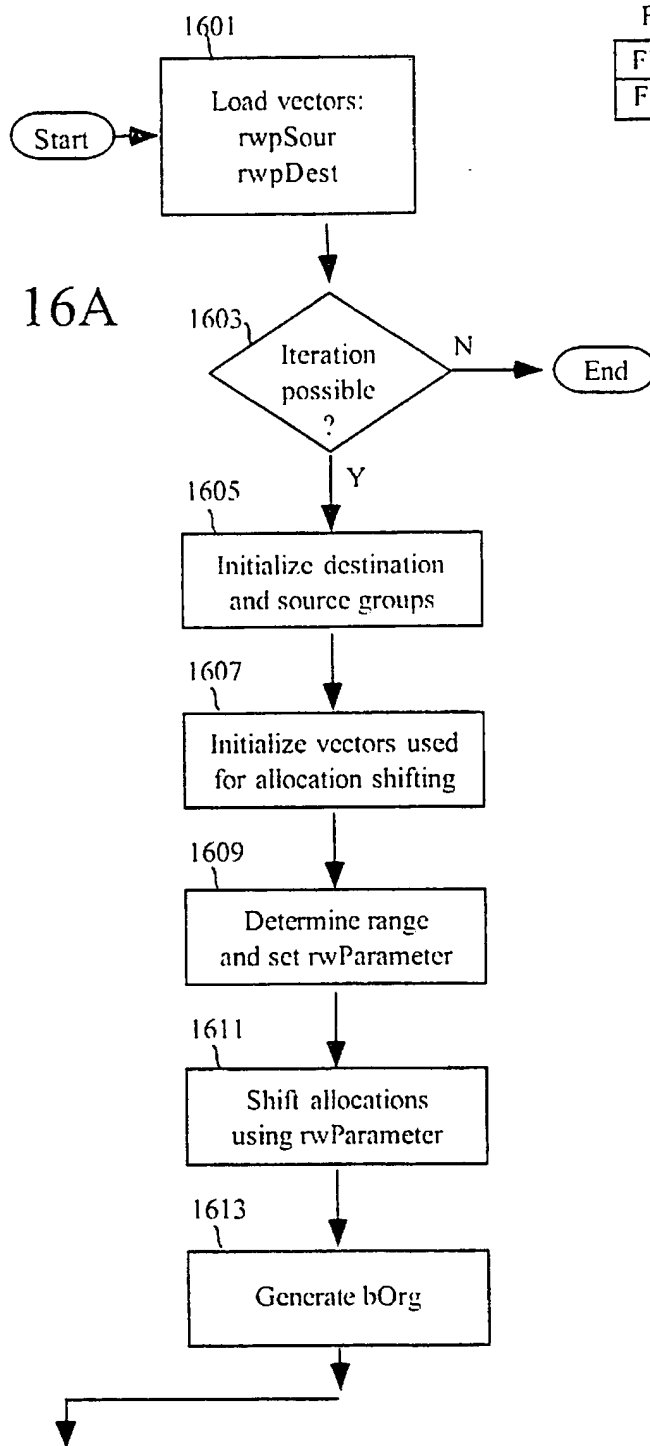 1601
Load vectors:
rwpSour
rwpDest
Start
16A
1603
Iteration
possible
?
N
End
Y
1605
Initialize destination
and source groups
1607
Initialize vectors used
for allocation shifting
1609
Determine range
and set rwParameter
1611
Shift allocations
using rwParameter
1613
Generate bOrg